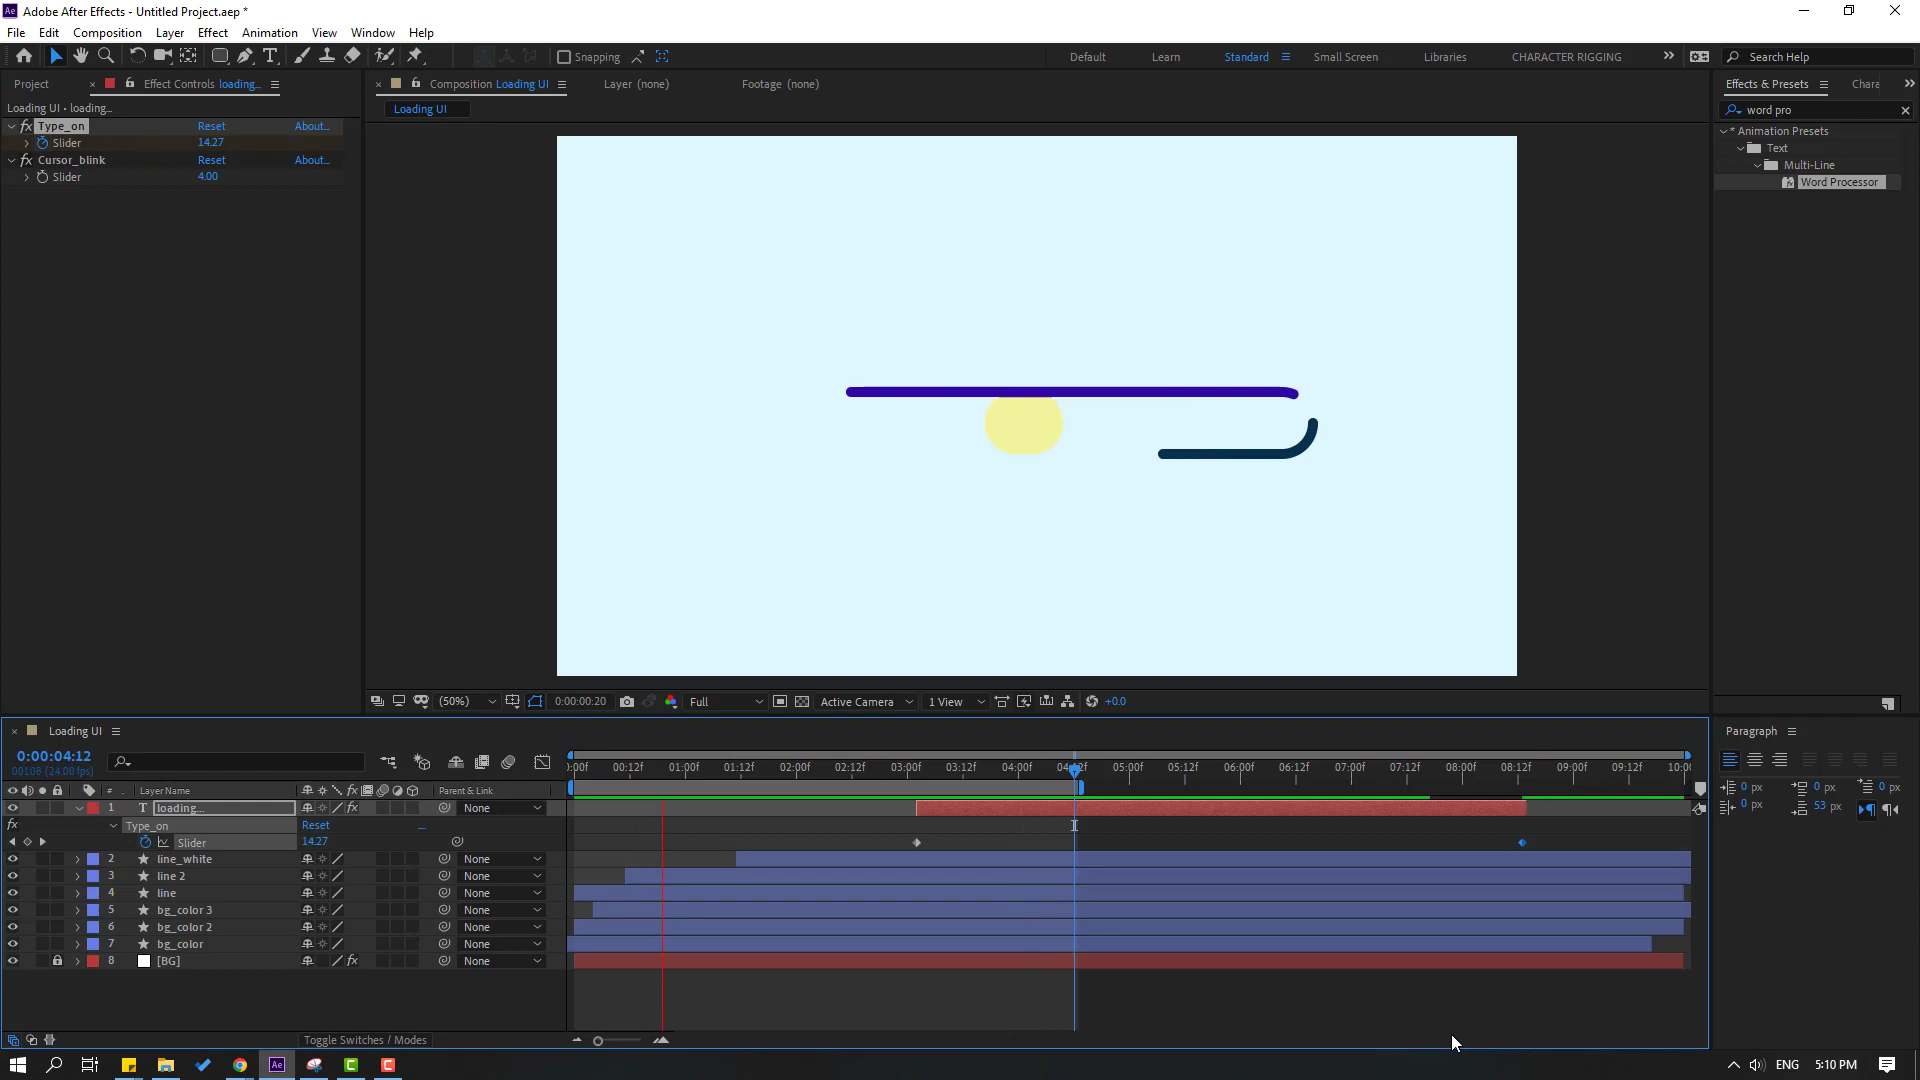 Adobe After Effects - Untitled Project.aep *
File Edit Composition Layer Effect Animation View Window Help
Snapping
Default Learn Standard Small Screen Libraries CHARACTER RIGGING Search Help
Project Effect Controls loading... Composition Loading UI Layer (none) Footage (none) Effects & Presets Chara
Loading UI • loading... Loading UI word pro
Type_on Reset About... * Animation Presets
Slider 14.27 Text
Cursor_blink Reset About... Multi-Line
Slider 4.00 Word Processor
(50%) 0:00:00:20 Full Active Camera 1 View +0.0
Loading UI Paragraph
0:00:04:12
00108 (24.00 fps)
:00f 00:12f 01:00f 01:12f 02:00f 02:12f 03:00f 03:12f 04:00f 04:12f 05:00f 05:12f 06:00f 06:12f 07:00f 07:12f 08:00f 08:12f 09:00f 09:12f 10:00
# Layer Name Parent & Link 0 px 0 px 0 px
1 T loading... fx None 0 px 53 px
fx Type_on Reset
Slider 14.27
2 line_white None
3 line 2 None
4 line None
5 bg_color 3 None
6 bg_color 2 None
7 bg_color None
8 [BG] fx None
Toggle Switches / Modes
Ae ENG 5:10 PM